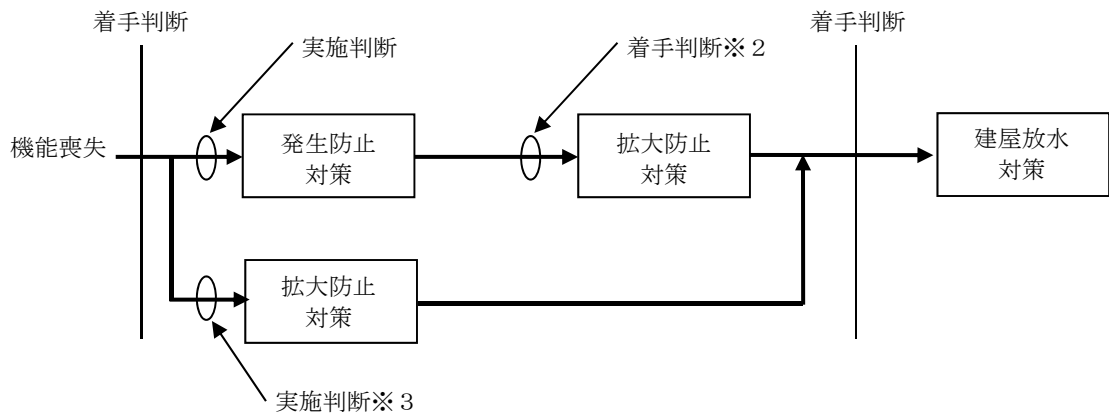 着手判断
実施判断
着手判断※2
着手判断
機能喪失
発生防止
対策
拡大防止
対策
建屋放水
対策
拡大防止
対策
実施判断※3